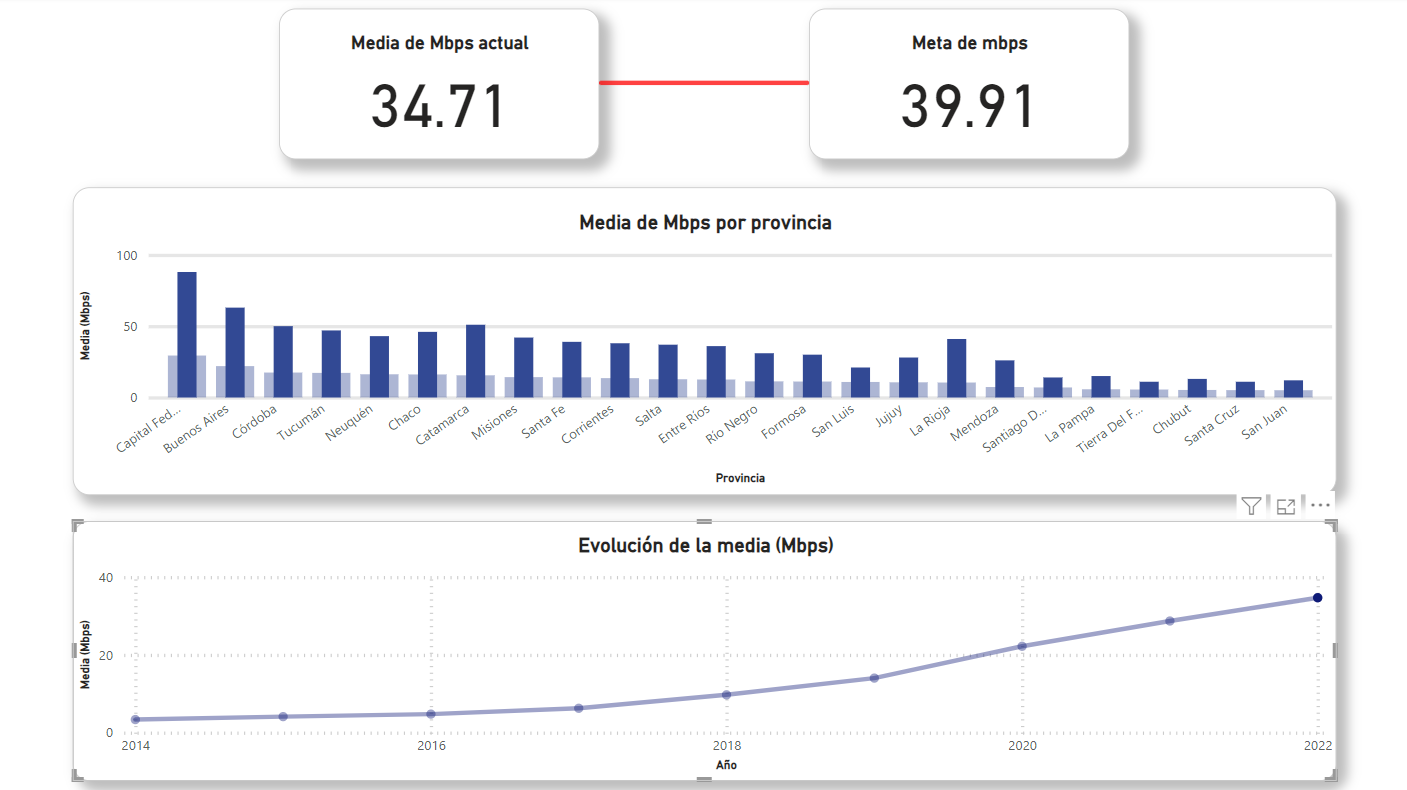 Media de Mbps actual
34.71
Meta de mbps
39.91
Media de Mbps por provincia
Media (Mbps)
100
50
0
Capital Fed...
Buenos Aires
Córdoba
Tucumán
Neuquén
Chaco
Catamarca
Misiones
Santa Fe
Corrientes
Salta
Entre Ríos
Río Negro
Formosa
San Luis
Jujuy
La Rioja
Mendoza
Santiago D...
La Pampa
Tierra Del F...
Chubut
Santa Cruz
San Juan
Provincia
Evolución de la media (Mbps)
Media (Mbps)
40
20
0
2014
2016
2018
2020
2022
Año